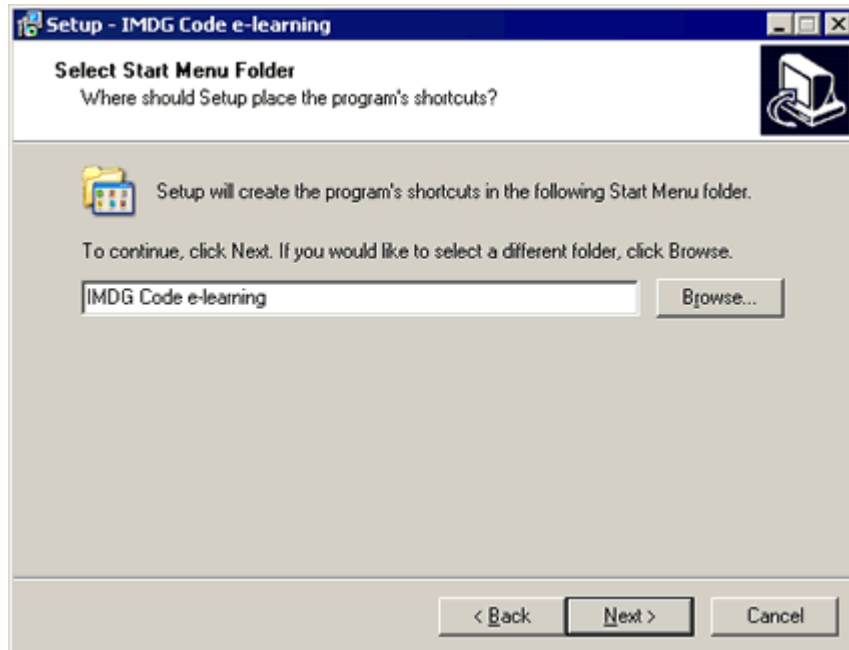 Setup - IMDG Code e-learning
Select Start Menu Folder
Where should Setup place the program's shortcuts?
Setup will create the program's shortcuts in the following Start Menu folder.
To continue, click Next. If you would like to select a different folder, click Browse.
IMDG Code e-learning
Browse...
< Back
Next >
Cancel